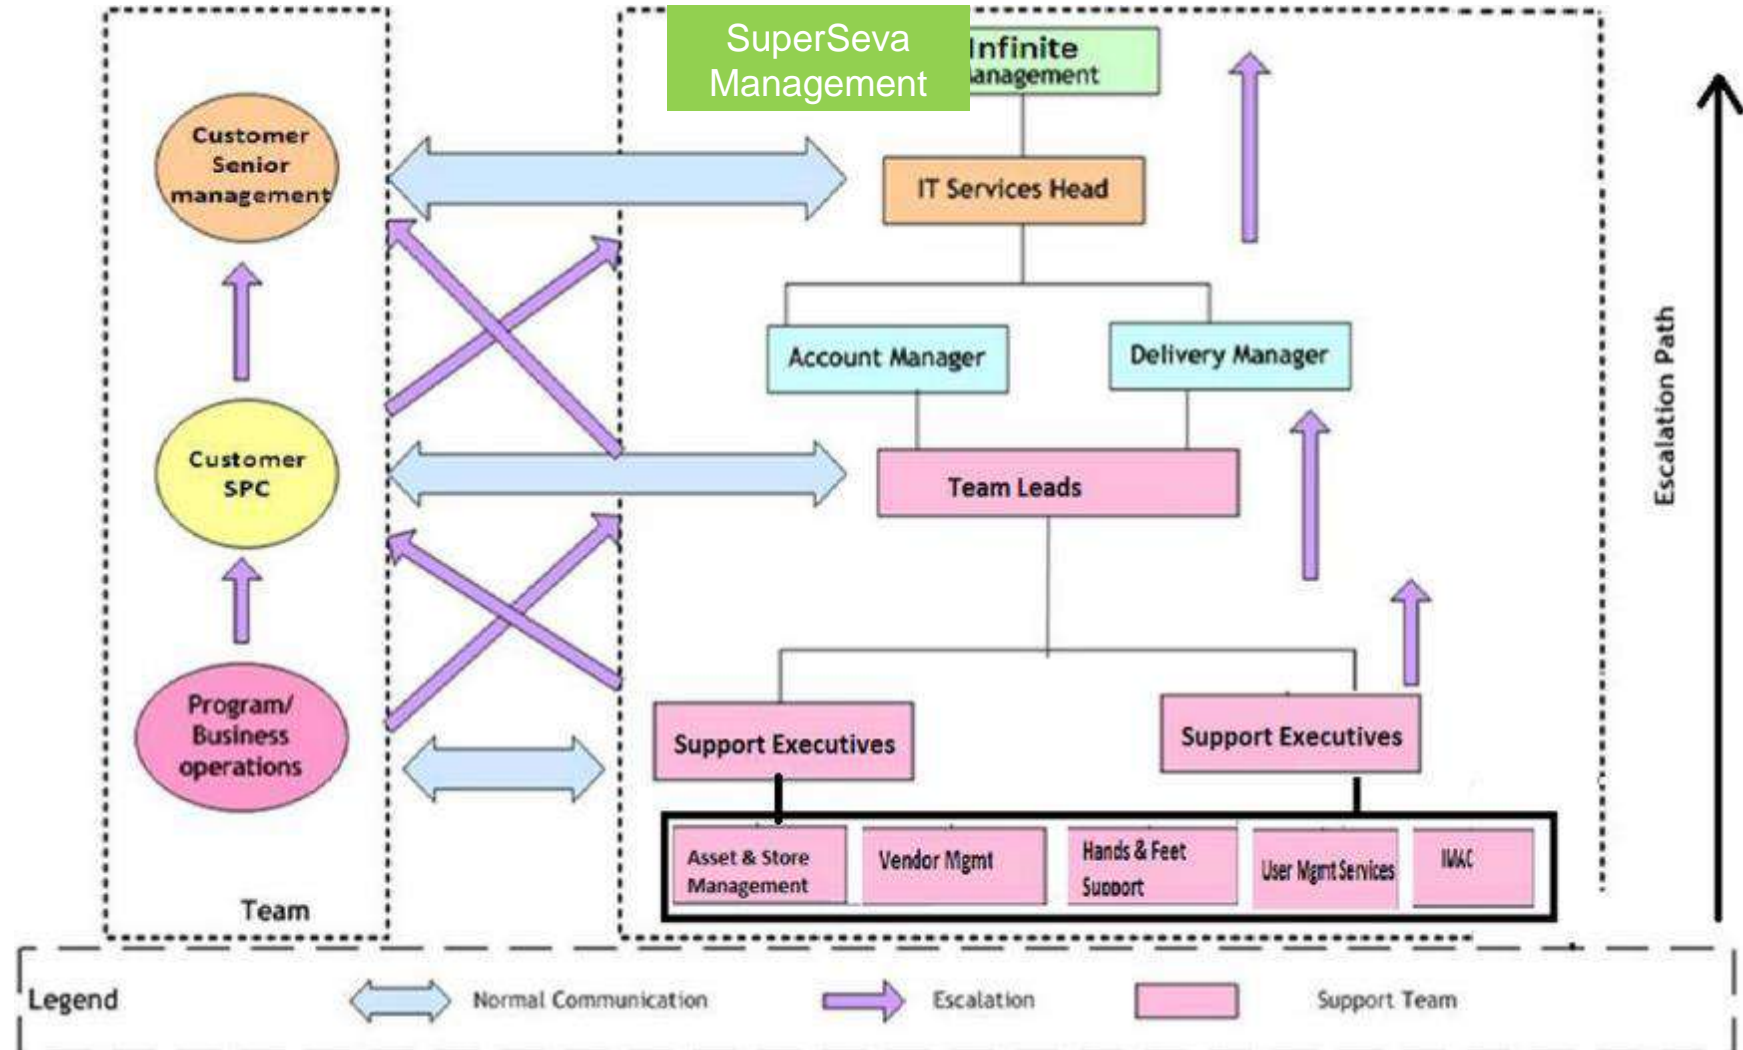 SuperSeva
Management
Infinite
anagement
Customer
Senior
management
IT Services Head
Account Manager
Delivery Manager
Escalation Path
Customer
SPC
Team Leads
Program/
Business
operations
Support Executives
Support Executives
Asset & Store
Management
Vendor Mgmt
Hands & Feet
Support
User Mgmt Services
IMAC
Team
Legend
Normal Communication
Escalation
Support Team